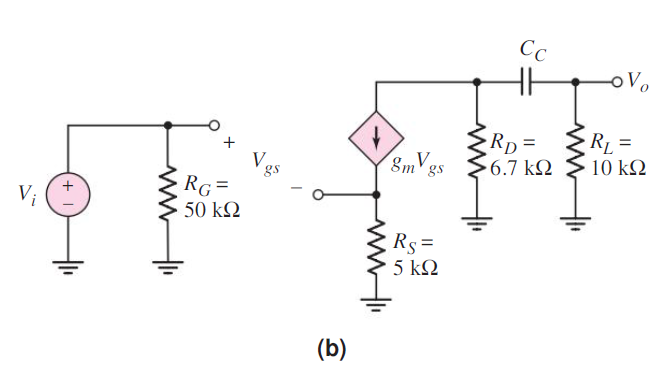 C_C
V_o
+
V_gs
−
g_mV_gs
R_D =
6.7 kΩ
R_L =
10 kΩ
V_i
+
−
R_G =
50 kΩ
R_S =
5 kΩ
(b)